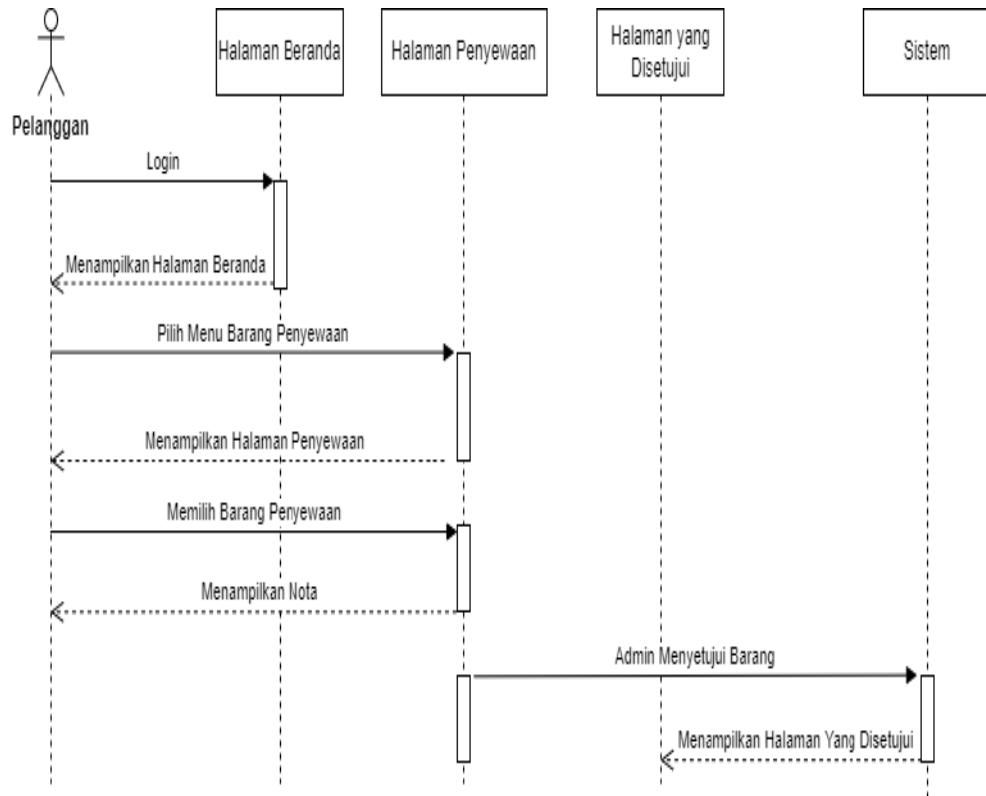 Halaman Beranda
Halaman Penyewaan
Halaman yang
Disetujui
Sistem
Pelanggan
Login
Menampilkan Halaman Beranda
Pilih Menu Barang Penyewaan
Menampilkan Halaman Penyewaan
Memilih Barang Penyewaan
Menampilkan Nota
Admin Menyetujui Barang
Menampilkan Halaman Yang Disetujui